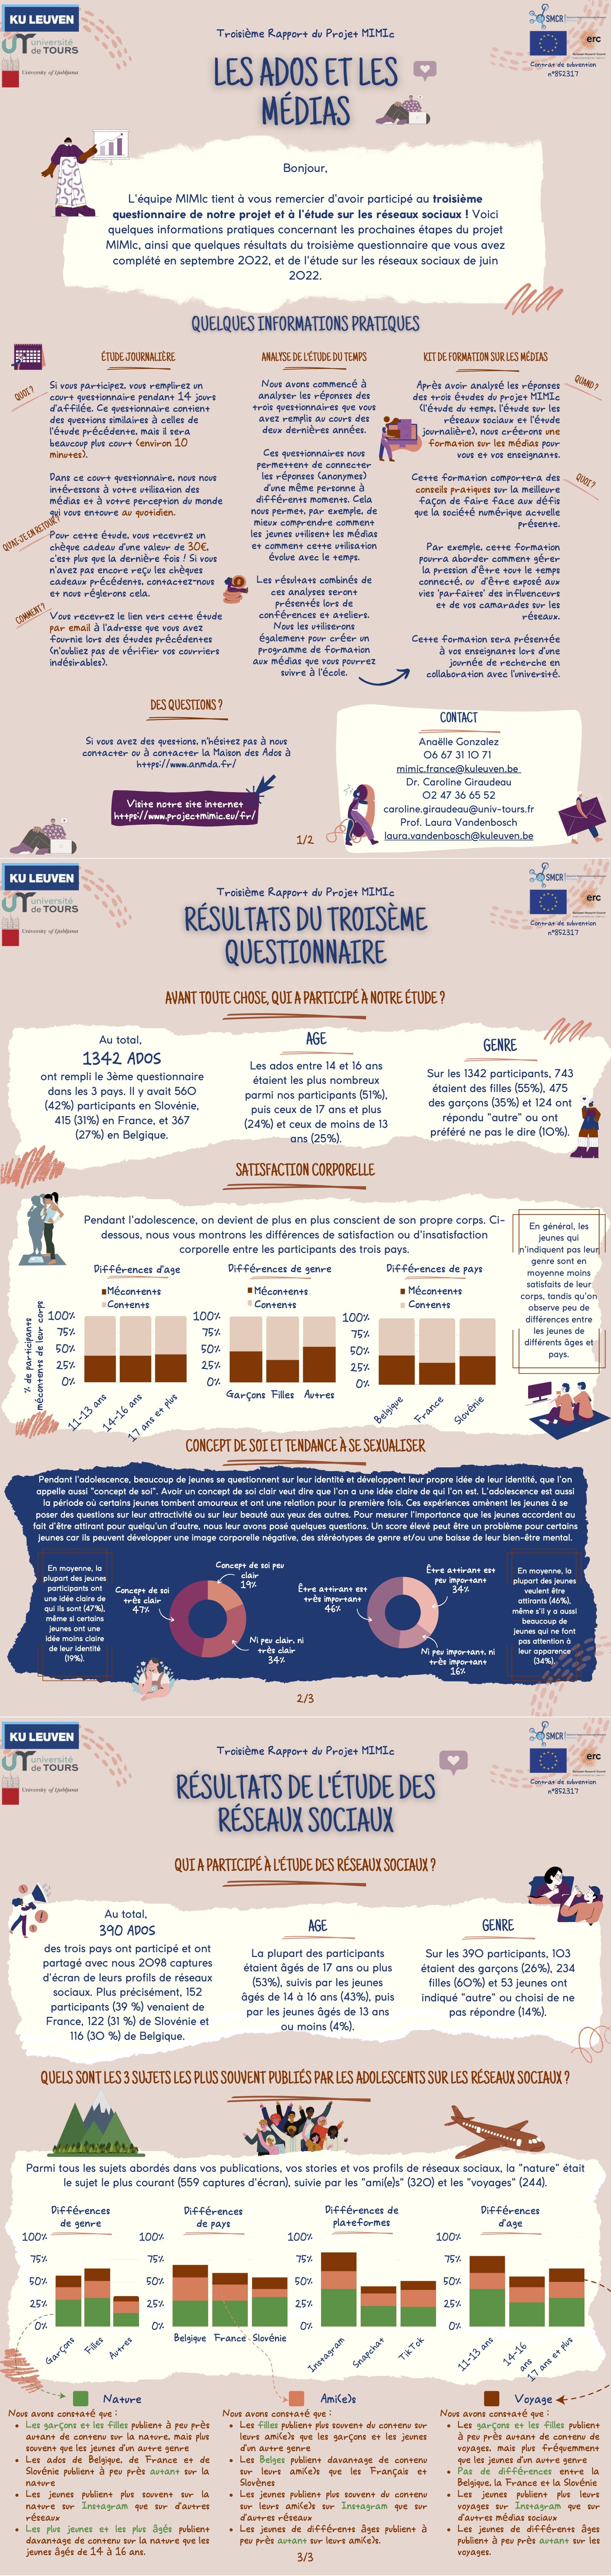 KU LEUVEN
université de TOURS
University of Ljubljana
SMCR
erc
Contrat de subvention
n°852317
Troisième Rapport du Projet MIMIc
LES ADOS ET LES
MÉDIAS
Bonjour,
L'équipe MIMIc tient à vous remercier d'avoir participé au troisième
questionnaire de notre projet et à l'étude sur les réseaux sociaux ! Voici
quelques informations pratiques concernant les prochaines étapes du projet
MIMIc, ainsi que quelques résultats du troisième questionnaire que vous avez
complété en septembre 2022, et de l'étude sur les réseaux sociaux de juin
2022.
QUELQUES INFORMATIONS PRATIQUES
ÉTUDE JOURNALIÈRE
QUOI ?
Si vous participez, vous remplirez un
court questionnaire pendant 14 jours
d'affilée. Ce questionnaire contient
des questions similaires à celles de
l'étude précédente, mais il sera
beaucoup plus court (environ 10
minutes).
Dans ce court questionnaire, nous nous
intéressons à votre utilisation des
médias et à votre perception du monde
qui vous entoure au quotidien.
QU'AI-JE EN RETOUR ?
Pour cette étude, vous recevrez un
chèque cadeau d'une valeur de 30€,
c'est plus que la dernière fois ! Si vous
n'avez pas encore reçu les chèques
cadeaux précédents, contactez-nous
et nous réglerons cela.
COMMENT ?
Vous recevrez le lien vers cette étude
par email à l'adresse que vous avez
fournie lors des études précédentes
(n'oubliez pas de vérifier vos courriers
indésirables).
ANALYSE DE L'ÉTUDE DU TEMPS
Nous avons commencé à
analyser les réponses des
trois questionnaires que vous
avez remplis au cours des
deux dernières années.
Ces questionnaires nous
permettent de connecter
les réponses (anonymes)
d'une même personne à
différents moments. Cela
nous permet, par exemple, de
mieux comprendre comment
les jeunes utilisent les médias
et comment cette utilisation
évolue avec le temps.
Les résultats combinés de
ces analyses seront
présentés lors de
conférences et ateliers.
Nous les utiliserons
également pour créer un
programme de formation
aux médias que vous pourrez
suivre à l'école.
KIT DE FORMATION SUR LES MÉDIAS
QUAND ?
Après avoir analysé les réponses
des trois études du projet MIMIc
(l'étude du temps, l'étude sur les
réseaux sociaux et l'étude
journalière), nous créerons une
formation sur les médias pour
vous et vos enseignants.
QUOI ?
Cette formation comportera des
conseils pratiques sur la meilleure
façon de faire face aux défis
que la société numérique actuelle
présente.
Par exemple, cette formation
pourra aborder comment gérer
la pression d'être tout le temps
connecté, ou d'être exposé aux
vies 'parfaites' des influenceurs
et de vos camarades sur les
réseaux.
Cette formation sera présentée
à vos enseignants lors d'une
journée de recherche en
collaboration avec l'université.
DES QUESTIONS ?
Si vous avez des questions, n'hésitez pas à nous
contacter ou à contacter la Maison des Ados à
https://www.anmda.fr/
Visite notre site internet
https://www.projectmimic.eu/fr/
CONTACT
Anaëlle Gonzalez
06 67 31 10 71
mimic.france@kuleuven.be
Dr. Caroline Giraudeau
02 47 36 65 52
caroline.giraudeau@univ-tours.fr
Prof. Laura Vandenbosch
laura.vandenbosch@kuleuven.be
1/2
KU LEUVEN
université de TOURS
University of Ljubljana
SMCR
erc
Contrat de subvention
n°852317
Troisième Rapport du Projet MIMIc
RÉSULTATS DU TROISÈME
QUESTIONNAIRE
AVANT TOUTE CHOSE, QUI A PARTICIPÉ À NOTRE ÉTUDE ?
Au total,
1342 ADOS
ont rempli le 3ème questionnaire
dans les 3 pays. Il y avait 560
(42%) participants en Slovénie,
415 (31%) en France, et 367
(27%) en Belgique.
AGE
Les ados entre 14 et 16 ans
étaient les plus nombreux
parmi nos participants (51%),
puis ceux de 17 ans et plus
(24%) et ceux de moins de 13
ans (25%).
GENRE
Sur les 1342 participants, 743
étaient des filles (55%), 475
des garçons (35%) et 124 ont
répondu "autre" ou ont
préféré ne pas le dire (10%).
SATISFACTION CORPORELLE
Pendant l'adolescence, on devient de plus en plus conscient de son propre corps. Ci-
dessous, nous vous montrons les différences de satisfaction ou d'insatisfaction
corporelle entre les participants des trois pays.
% de participants
mécontents de leur corps
Différences d'age
Mécontents
Contents
100%
75%
50%
25%
0%
11-13 ans
14-16 ans
17 ans et plus
Différences de genre
Mécontents
Contents
100%
75%
50%
25%
0%
Garçons Filles Autres
Différences de pays
Mécontents
Contents
100%
75%
50%
25%
0%
Belgique
France
Slovénie
En général, les
jeunes qui
n'indiquent pas leur
genre sont en
moyenne moins
satisfaits de leur
corps, tandis qu'on
observe peu de
différences entre
les jeunes de
différents âges et
pays.
CONCEPT DE SOI ET TENDANCE À SE SEXUALISER
Pendant l'adolescence, beaucoup de jeunes se questionnent sur leur identité et développent leur propre idée de leur identité, que l'on
appelle aussi "concept de soi". Avoir un concept de soi clair veut dire que l'on a une idée claire de qui l'on est. L'adolescence est aussi
la période où certains jeunes tombent amoureux et ont une relation pour la première fois. Ces expériences amènent les jeunes à se
poser des questions sur leur attractivité ou sur leur beauté aux yeux des autres. Pour mesurer l'importance que les jeunes accordent au
fait d'être attirant pour quelqu'un d'autre, nous leur avons posé quelques questions. Un score élevé peut être un problème pour certains
jeunes car ils peuvent développer une image corporelle négative, des stéréotypes de genre et/ou une baisse de leur bien-être mental.
En moyenne, la
plupart des jeunes
participants ont
une idée claire de
qui ils sont (47%),
même si certains
jeunes ont une
idée moins claire
de leur identité
(19%).
Concept de soi peu
clair
19%
Concept de soi
très clair
47%
Ni peu clair, ni
très clair
34%
Être attirant est
peu important
34%
Être attirant est
très important
46%
Ni peu important, ni
très important
16%
En moyenne, la
plupart des jeunes
veulent être
attirants (46%),
même s'il y a aussi
beaucoup de
jeunes qui ne font
pas attention à
leur apparence
(34%).
2/3
KU LEUVEN
université de TOURS
University of Ljubljana
SMCR
erc
Contrat de subvention
n°852317
Troisième Rapport du Projet MIMIc
RÉSULTATS DE L'ÉTUDE DES
RÉSEAUX SOCIAUX
QUI A PARTICIPÉ À L'ÉTUDE DES RÉSEAUX SOCIAUX ?
Au total,
390 ADOS
des trois pays ont participé et ont
partagé avec nous 2098 captures
d'écran de leurs profils de réseaux
sociaux. Plus précisément, 152
participants (39 %) venaient de
France, 122 (31 %) de Slovénie et
116 (30 %) de Belgique.
AGE
La plupart des participants
étaient âgés de 17 ans ou plus
(53%), suivis par les jeunes
âgés de 14 à 16 ans (43%), puis
par les jeunes âgés de 13 ans
ou moins (4%).
GENRE
Sur les 390 participants, 103
étaient des garçons (26%), 234
filles (60%) et 53 jeunes ont
indiqué "autre" ou choisi de ne
pas répondre (14%).
QUELS SONT LES 3 SUJETS LES PLUS SOUVENT PUBLIÉS PAR LES ADOLESCENTS SUR LES RÉSEAUX SOCIAUX ?
Parmi tous les sujets abordés dans vos publications, vos stories et vos profils de réseaux sociaux, la "nature" était
le sujet le plus courant (559 captures d'écran), suivie par les "ami(e)s" (320) et les "voyages" (244).
Différences
de genre
100%
75%
50%
25%
0%
Garçons
Filles
Autres
Différences
de pays
100%
75%
50%
25%
0%
Belgique France Slovénie
Différences de
plateformes
100%
75%
50%
25%
0%
Instagram
Snapchat
TikTok
Différences
d'age
100%
75%
50%
25%
0%
11-13 ans
14-16
ans
17 ans et plus
Nature
Nous avons constaté que :
Les garçons et les filles publient à peu près
autant de contenu sur la nature, mais plus
souvent que les jeunes d'un autre genre
Les ados de Belgique, de France et de
Slovénie publient à peu près autant sur la
nature
Les jeunes publient plus souvent sur la
nature sur Instagram que sur d'autres
réseaux
Les plus jeunes et les plus âgés publient
davantage de contenu sur la nature que les
jeunes âgés de 14 à 16 ans.
Ami(e)s
Nous avons constaté que :
Les filles publient plus souvent du contenu sur
leurs ami(e)s que les garçons et les jeunes
d'un autre genre
Les Belges publient davantage de contenu
sur leurs ami(e)s que les Français et
Slovènes
Les jeunes publient plus souvent du contenu
sur leurs ami(e)s sur Instagram que sur
d'autres réseaux
Les jeunes de différents âges publient à
peu près autant sur leurs ami(e)s.
Voyage
Nous avons constaté que :
Les garçons et les filles publient
à peu près autant de contenu de
voyages, mais plus fréquemment
que les jeunes d'un autre genre
Pas de différences entre la
Belgique, la France et la Slovénie
Les jeunes publient plus leurs
voyages sur Instagram que sur
d'autres médias sociaux
Les jeunes de différents âges
publient à peu près autant sur les
voyages.
3/3